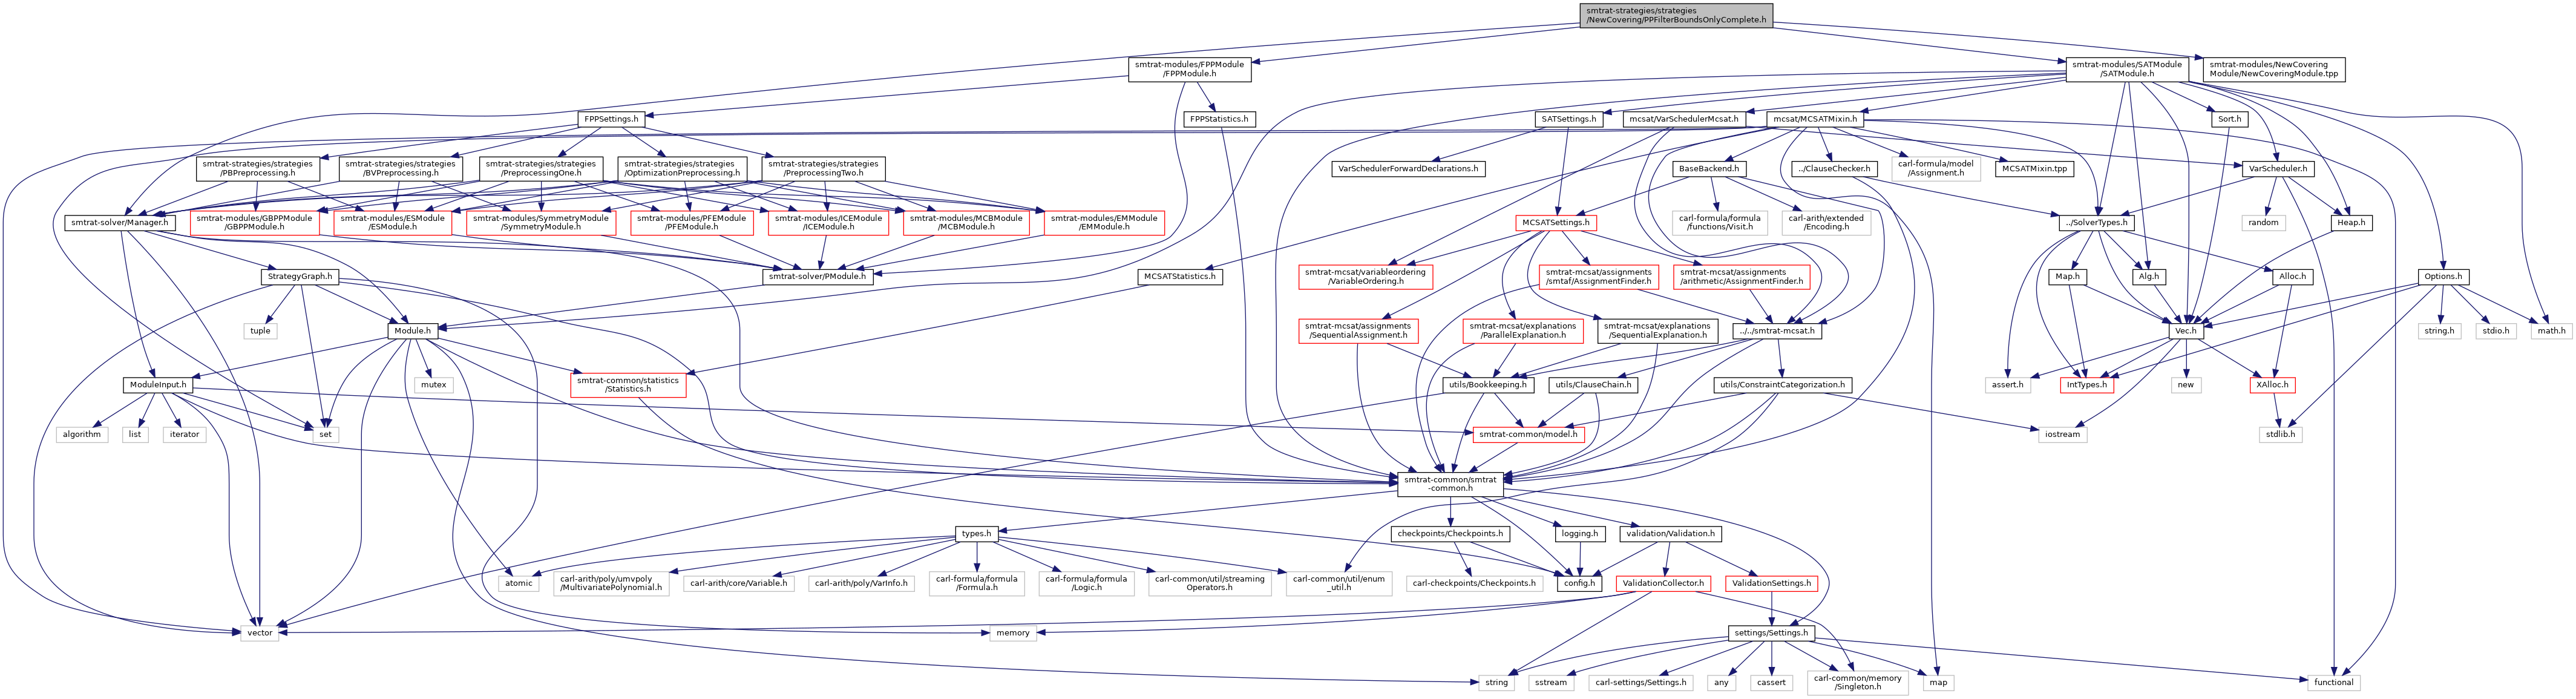 smtrat-strategies/strategies
/NewCovering/PPFilterBoundsOnlyComplete.h
smtrat-modules/FPPModule
/FPPModule.h
smtrat-modules/SATModule
/SATModule.h
smtrat-modules/NewCovering
Module/NewCoveringModule.tpp
FPPSettings.h
FPPStatistics.h
SATSettings.h
mcsat/VarSchedulerMcsat.h
mcsat/MCSATMixin.h
Sort.h
smtrat-strategies/strategies
/PBPreprocessing.h
smtrat-strategies/strategies
/BVPreprocessing.h
smtrat-strategies/strategies
/PreprocessingOne.h
smtrat-strategies/strategies
/OptimizationPreprocessing.h
smtrat-strategies/strategies
/PreprocessingTwo.h
VarSchedulerForwardDeclarations.h
BaseBackend.h
../ClauseChecker.h
carl-formula/model
/Assignment.h
MCSATMixin.tpp
VarScheduler.h
smtrat-solver/Manager.h
smtrat-modules/GBPPModule
/GBPPModule.h
smtrat-modules/ESModule
/ESModule.h
smtrat-modules/SymmetryModule
/SymmetryModule.h
smtrat-modules/PFEModule
/PFEModule.h
smtrat-modules/ICEModule
/ICEModule.h
smtrat-modules/MCBModule
/MCBModule.h
smtrat-modules/EMModule
/EMModule.h
MCSATSettings.h
carl-formula/formula
/functions/Visit.h
carl-arith/extended
/Encoding.h
../SolverTypes.h
random
Heap.h
StrategyGraph.h
smtrat-solver/PModule.h
MCSATStatistics.h
smtrat-mcsat/variableordering
/VariableOrdering.h
smtrat-mcsat/assignments
/smtaf/AssignmentFinder.h
smtrat-mcsat/assignments
/arithmetic/AssignmentFinder.h
Map.h
Alg.h
Alloc.h
Options.h
tuple
Module.h
smtrat-mcsat/assignments
/SequentialAssignment.h
smtrat-mcsat/explanations
/ParallelExplanation.h
smtrat-mcsat/explanations
/SequentialExplanation.h
../../smtrat-mcsat.h
Vec.h
string.h
stdio.h
math.h
ModuleInput.h
mutex
smtrat-common/statistics
/Statistics.h
utils/Bookkeeping.h
utils/ClauseChain.h
utils/ConstraintCategorization.h
assert.h
IntTypes.h
new
XAlloc.h
algorithm
list
iterator
set
smtrat-common/model.h
iostream
stdlib.h
smtrat-common/smtrat
-common.h
types.h
checkpoints/Checkpoints.h
logging.h
validation/Validation.h
atomic
carl-arith/poly/umvpoly
/MultivariatePolynomial.h
carl-arith/core/Variable.h
carl-arith/poly/VarInfo.h
carl-formula/formula
/Formula.h
carl-formula/formula
/Logic.h
carl-common/util/streaming
Operators.h
carl-common/util/enum
_util.h
carl-checkpoints/Checkpoints.h
config.h
ValidationCollector.h
ValidationSettings.h
vector
memory
settings/Settings.h
string
sstream
carl-settings/Settings.h
any
cassert
carl-common/memory
/Singleton.h
map
functional